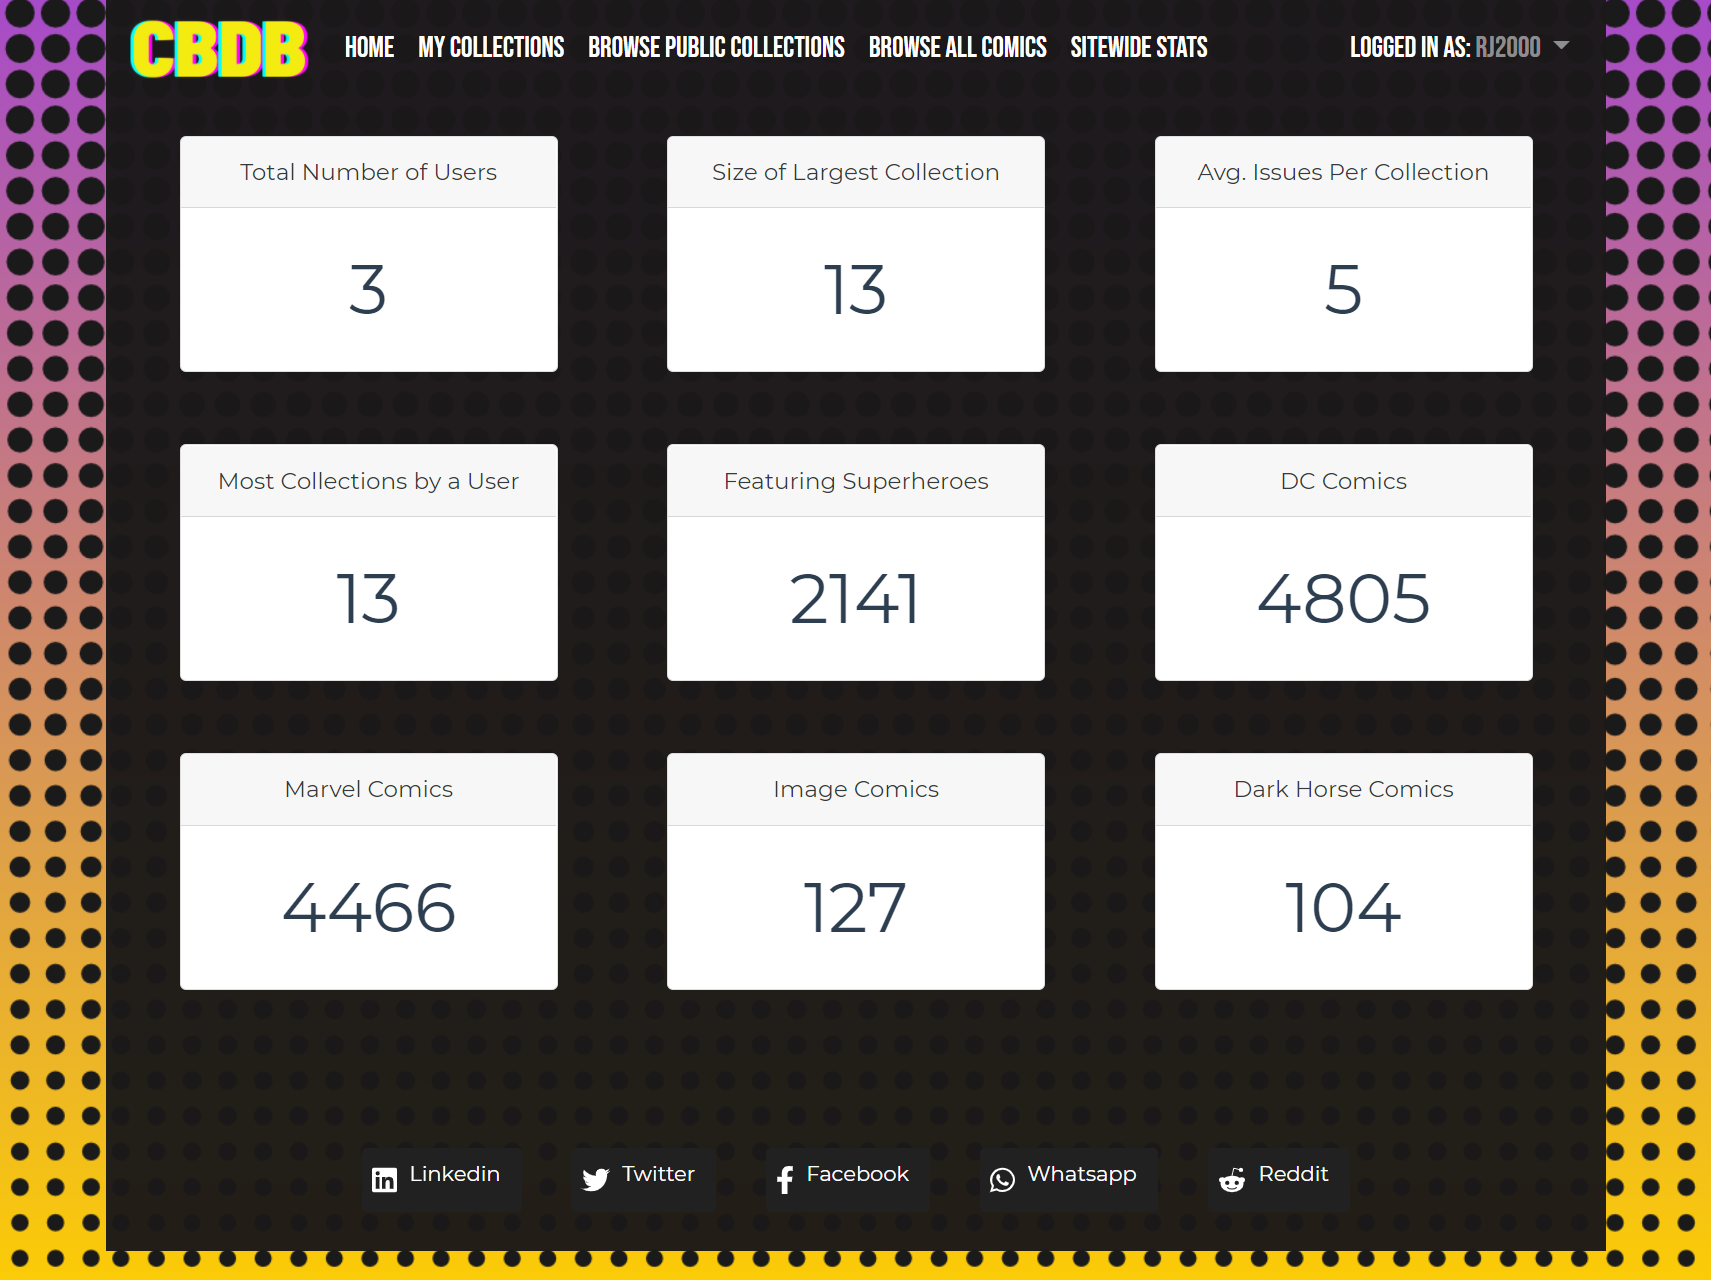 CBDB
HOME MY COLLECTIONS BROWSE PUBLIC COLLECTIONS BROWSE ALL COMICS SITEWIDE STATS LOGGED IN AS: RJ2000
Total Number of Users
3
Size of Largest Collection
13
Avg. Issues Per Collection
5
Most Collections by a User
13
Featuring Superheroes
2141
DC Comics
4805
Marvel Comics
4466
Image Comics
127
Dark Horse Comics
104
Linkedin Twitter Facebook Whatsapp Reddit